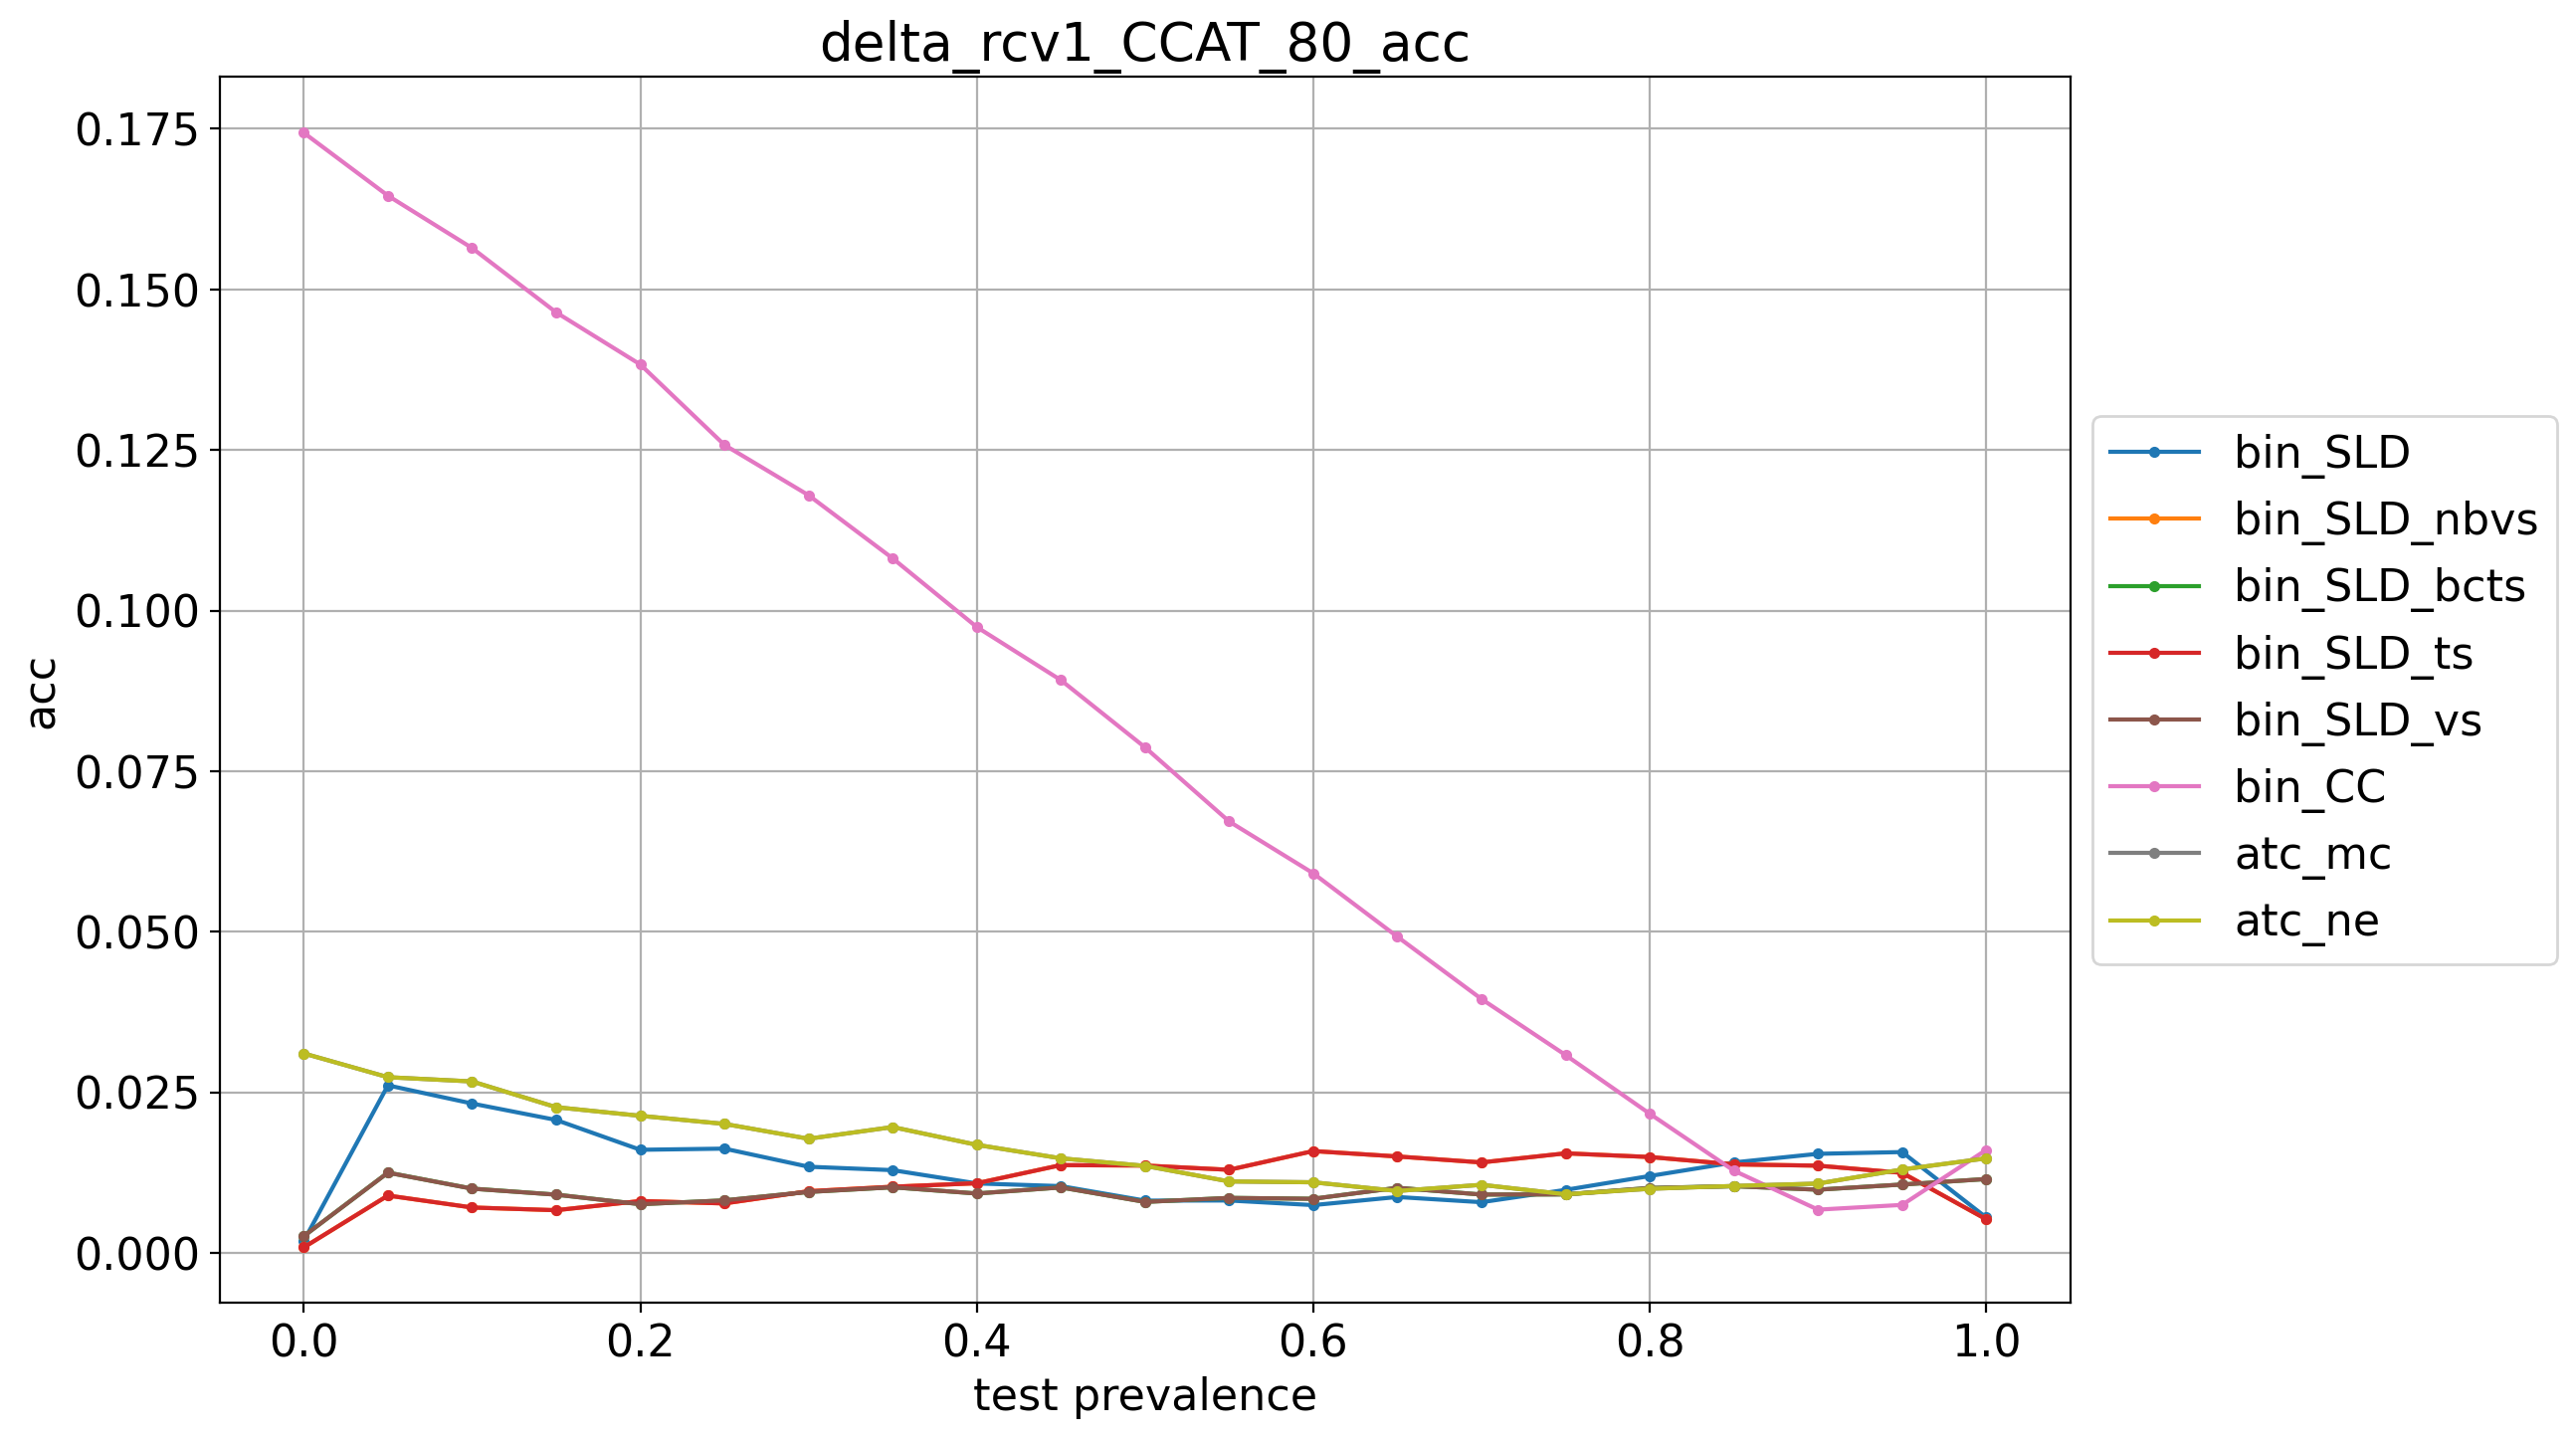 delta_rcv1_CCAT_80_acc
0.175
0.150
0.125
0.100
0.075
0.050
0.025
0.000
acc
0.0 0.2 0.4 0.6 0.8 1.0
test prevalence
bin_SLD
bin_SLD_nbvs
bin_SLD_bcts
bin_SLD_ts
bin_SLD_vs
bin_CC
atc_mc
atc_ne